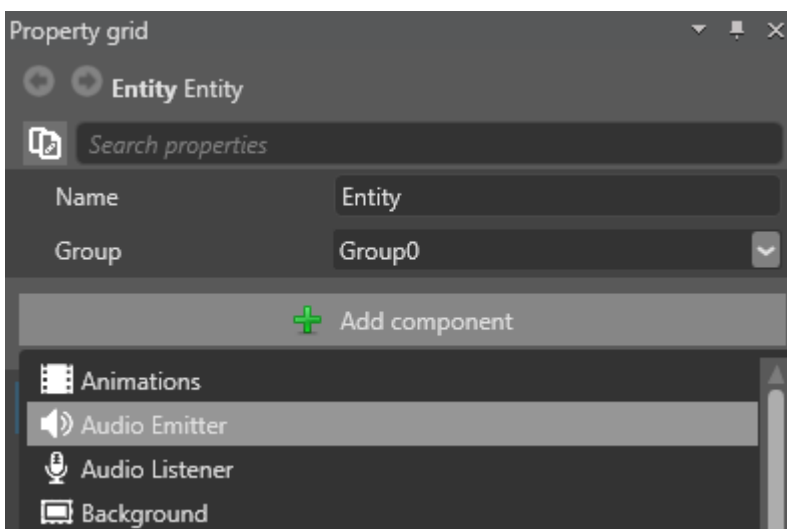 Property grid
Entity Entity
Search properties
Name Entity
Group Group0
Add component
Animations
Audio Emitter
Audio Listener
Background